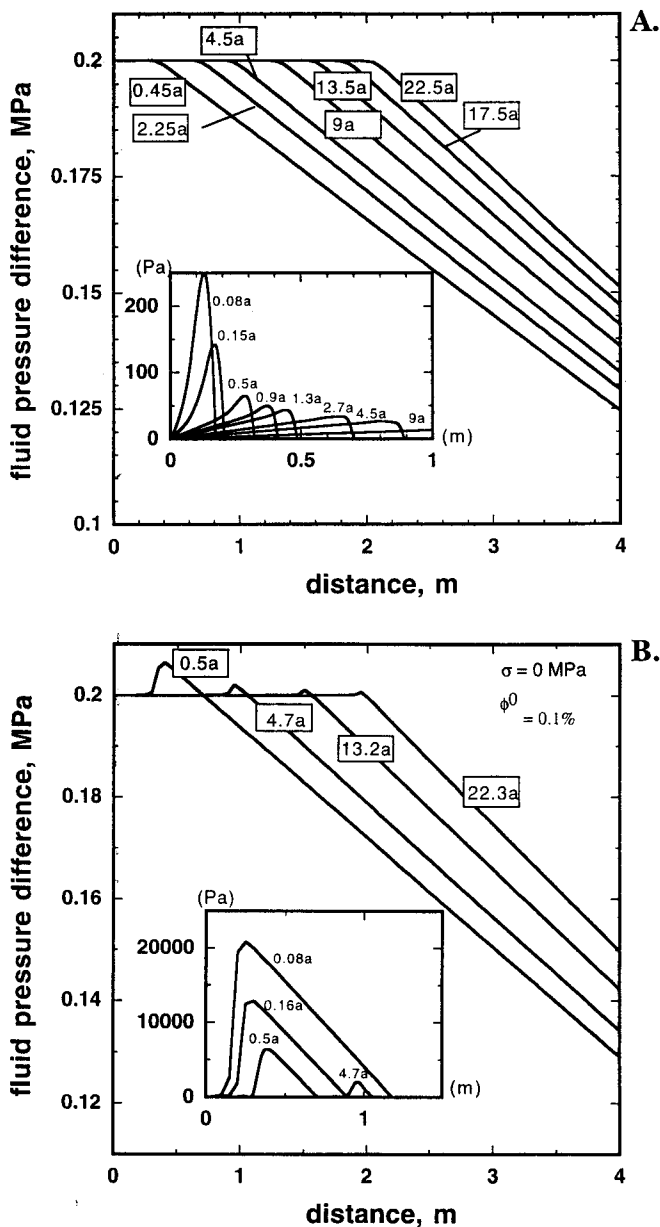 A.
4.5a
0.2
0.45a
13.5a
22.5a
2.25a
9a
17.5a
0.175
0.15
0.125
0.1
fluid pressure difference, MPa
(Pa)
200
100
0
0.08a
0.15a
0.5a
0.9a
1.3a
2.7a
4.5a
9a
0
0.5
1
(m)
0
1
2
3
4
distance, m
B.
0.5a
σ = 0 MPa
ϕ⁰
= 0.1%
0.2
4.7a
13.2a
22.3a
0.18
0.16
0.14
0.12
fluid pressure difference, MPa
(Pa)
20000
10000
0
0.08a
0.16a
0.5a
4.7a
0
1
(m)
0
1
2
3
4
distance, m